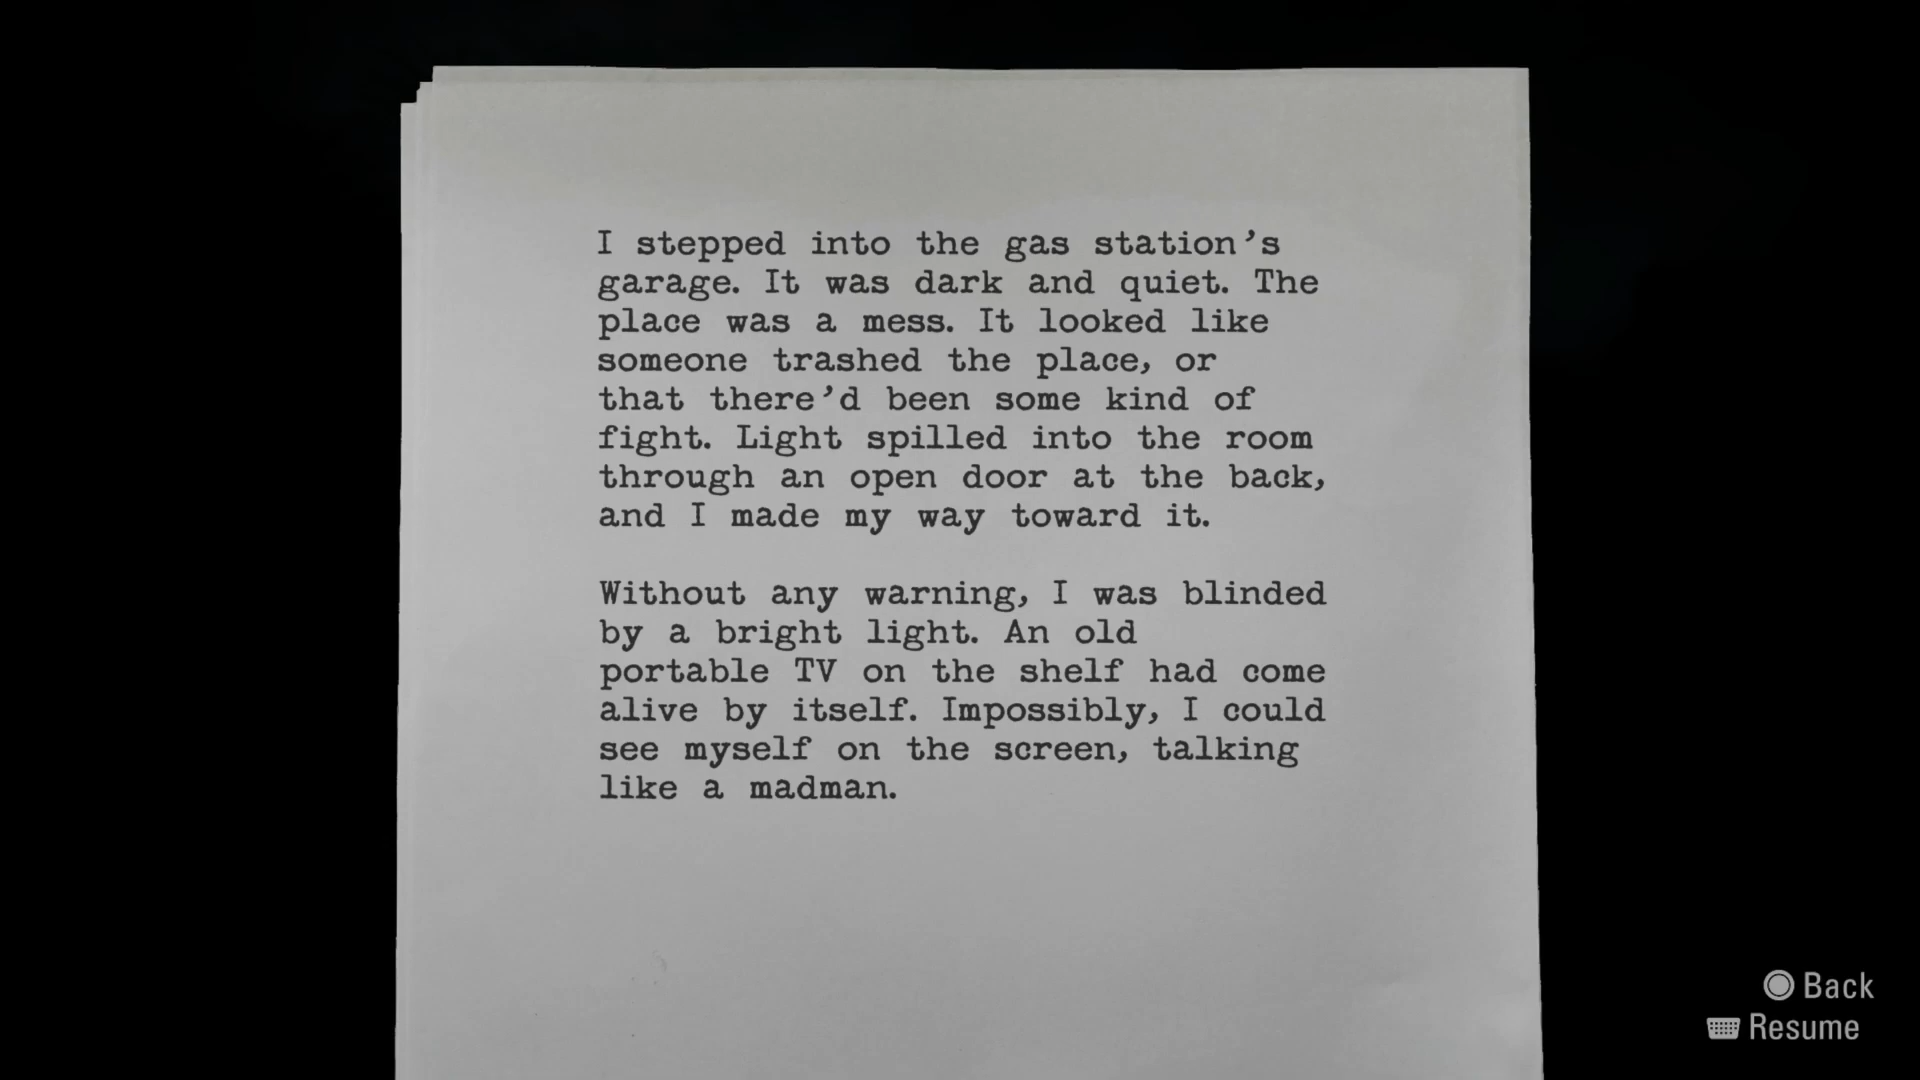 I stepped into the gas station’s
garage. It was dark and quiet. The
place was a mess. It looked like
someone trashed the place, or
that there’d been some kind of
fight. Light spilled into the room
through an open door at the back,
and I made my way toward it.
Without any warning, I was blinded
by a bright light. An old
portable TV on the shelf had come
alive by itself. Impossibly, I could
see myself on the screen, talking
like a madman.
Back
Resume